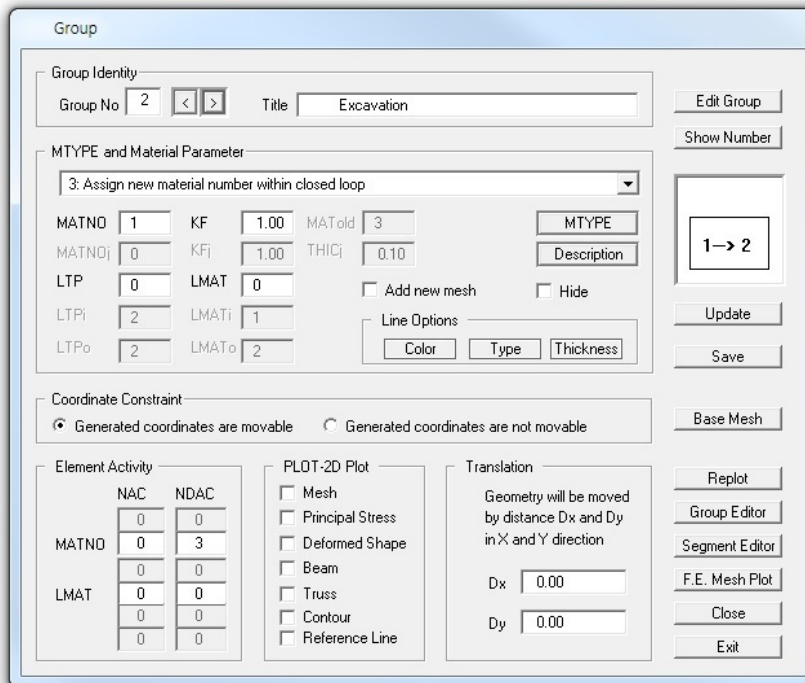 Group
Group Identity
Group No 2 < > Title Excavation
MTYPE and Material Parameter
3: Assign new material number within closed loop
MATNO 1 KF 1.00 MATold 3 MTYPE
MATNOj 0 KFj 1.00 THICj 0.10 Description
LTP 0 LMAT 0 Add new mesh Hide
LTPi 2 LMATi 1 Line Options
LTPo 2 LMATo 2 Color Type Thickness
Coordinate Constraint
Generated coordinates are movable Generated coordinates are not movable
Element Activity
NAC NDAC
0 0
MATNO 0 3
0 0
LMAT 0 0
0 0
0 0
PLOT-2D Plot
Mesh
Principal Stress
Deformed Shape
Beam
Truss
Contour
Reference Line
Translation
Geometry will be moved
by distance Dx and Dy
in X and Y direction
Dx 0.00
Dy 0.00
Edit Group
Show Number
1--> 2
Update
Save
Base Mesh
Replot
Group Editor
Segment Editor
F.E. Mesh Plot
Close
Exit